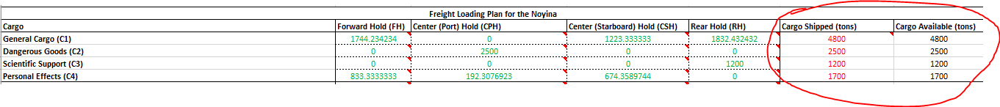 Freight Loading Plan for the Noyina
Cargo Forward Hold (FH) Center (Port) Hold (CPH) Center (Starboard) Hold (CSH) Rear Hold (RH) Cargo Shipped (tons) Cargo Available (tons)
General Cargo (C1) 1744.234234 0 1223.333333 1832.432432 4800 4800
Dangerous Goods (C2) 0 2500 0 0 2500 2500
Scientific Support (C3) 0 0 0 1200 1200 1200
Personal Effects (C4) 833.3333333 192.3076923 674.3589744 0 1700 1700